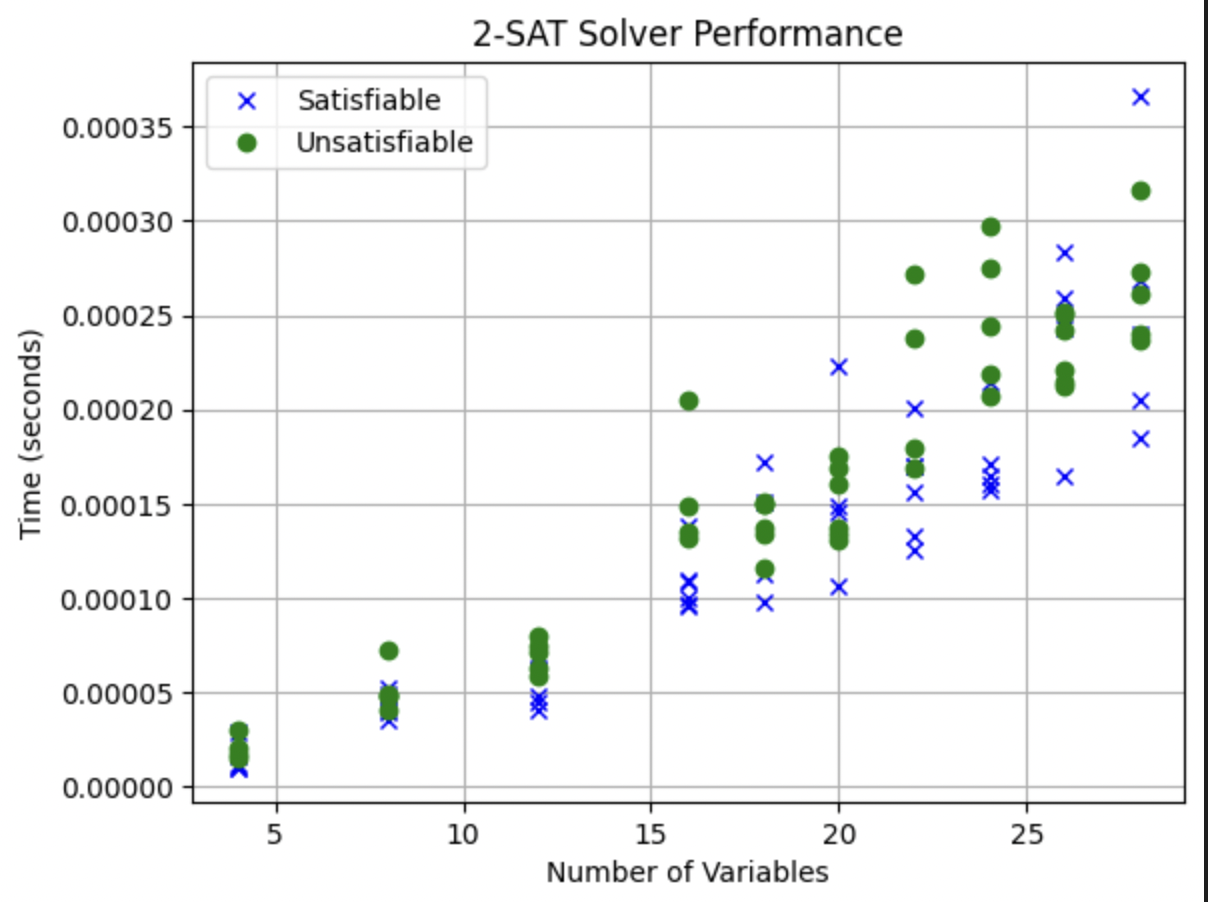 2-SAT Solver Performance
Satisfiable
Unsatisfiable
0.00035
0.00030
0.00025
0.00020
0.00015
0.00010
0.00005
0.00000
Time (seconds)
5 10 15 20 25
Number of Variables